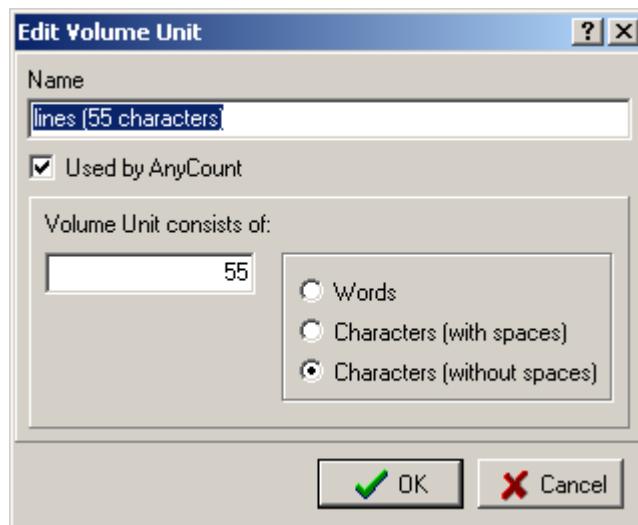 Edit Volume Unit
Name
lines (55 characters)
Used by AnyCount
Volume Unit consists of:
55
Words
Characters (with spaces)
Characters (without spaces)
OK
Cancel